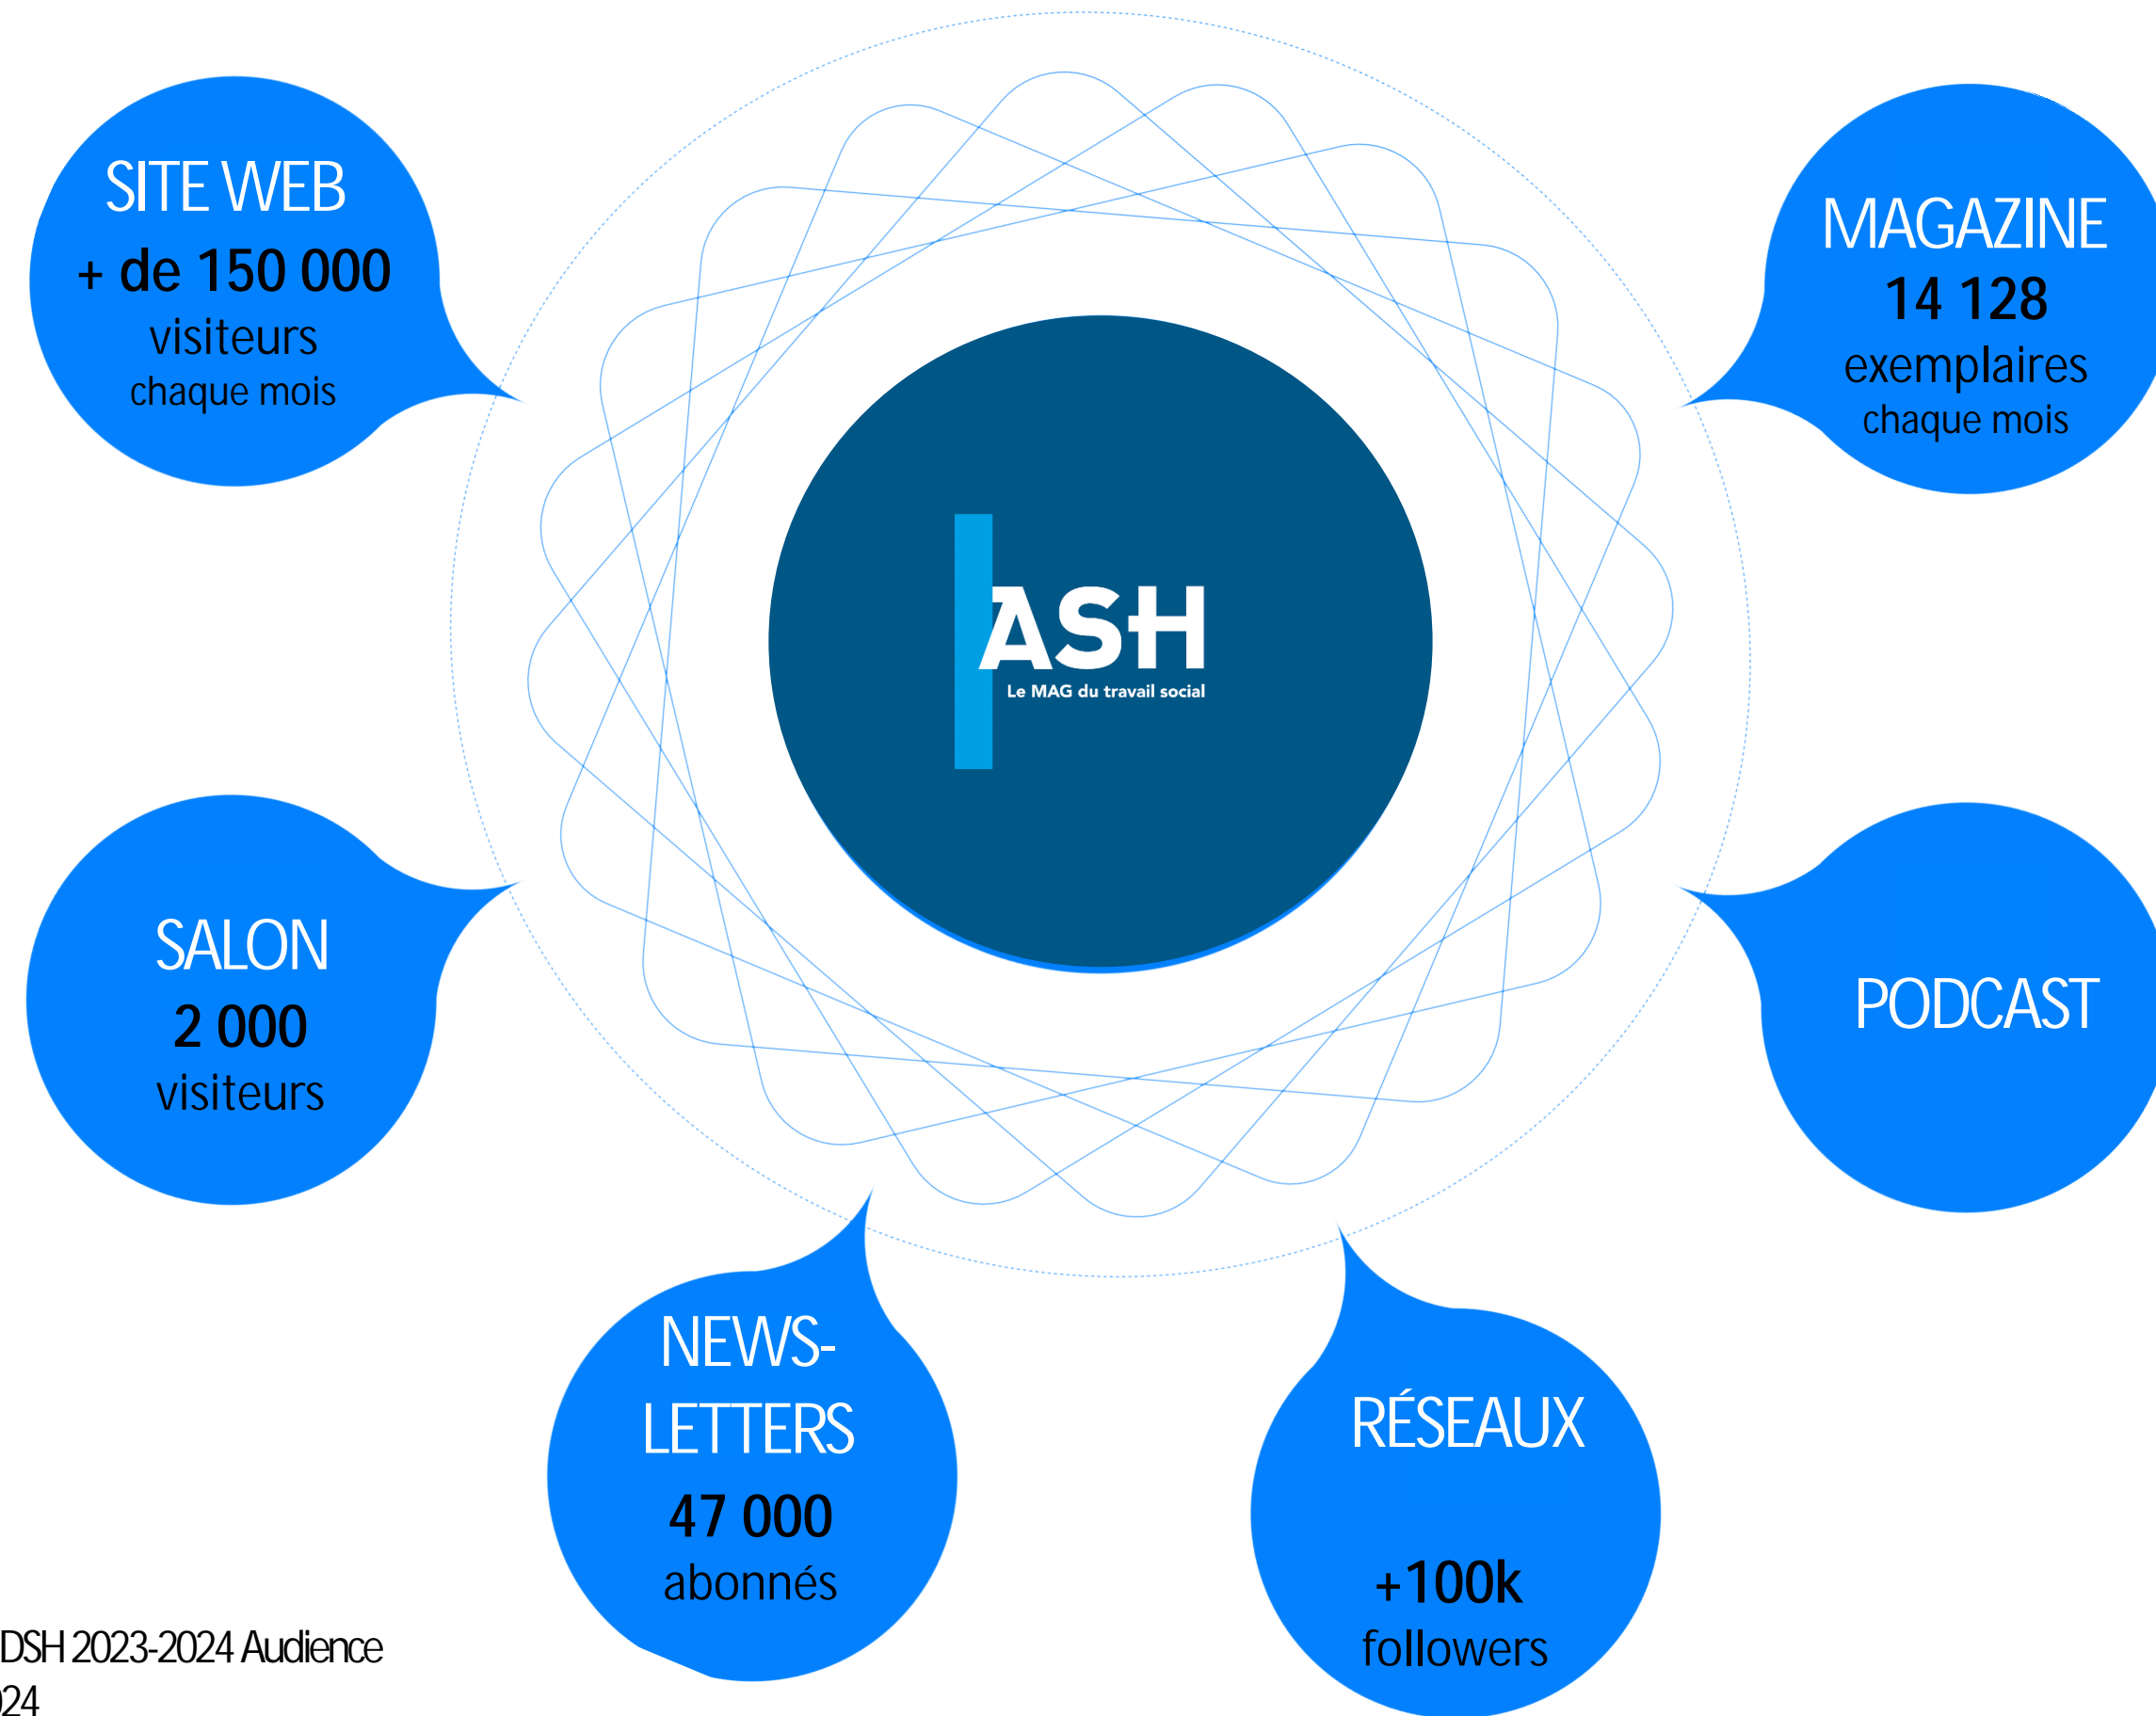 SITE WEB
+ de 150 000
visiteurs
chaque mois
MAGAZINE
14 128
exemplaires
chaque mois
ASH
Le MAG du travail social
SALON
2 000
visiteurs
PODCAST
NEWS-
LETTERS
47 000
abonnés
RÉSEAUX
+100k
followers
DSH 2023-2024 Audience